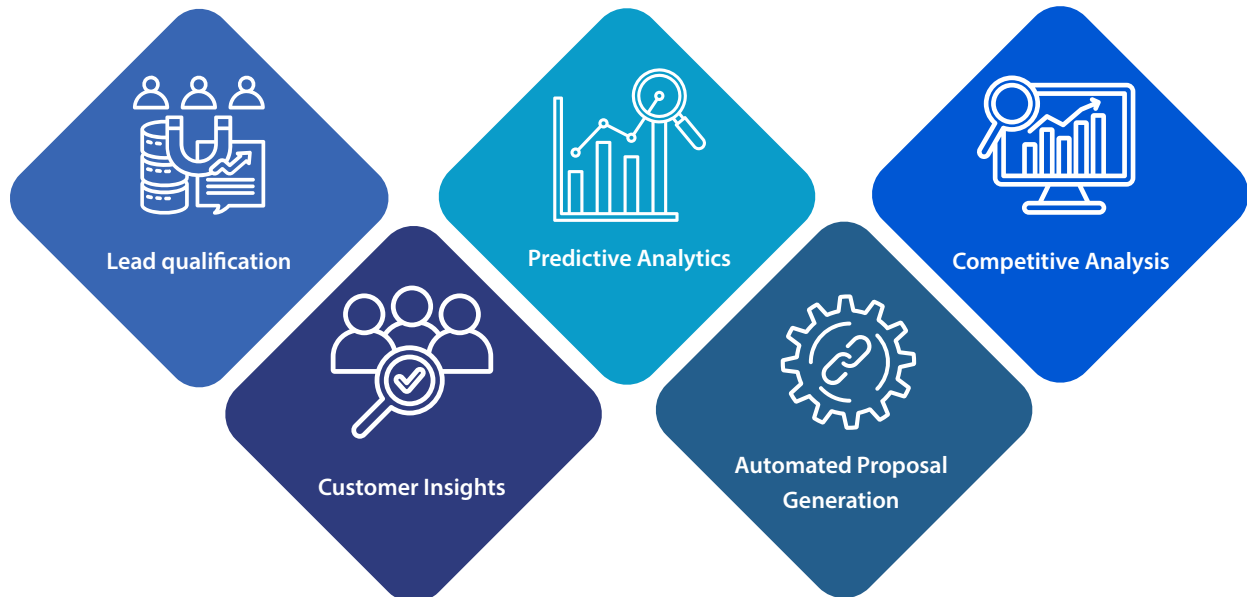 Lead qualification
Customer Insights
Predictive Analytics
Automated Proposal
Generation
Competitive Analysis